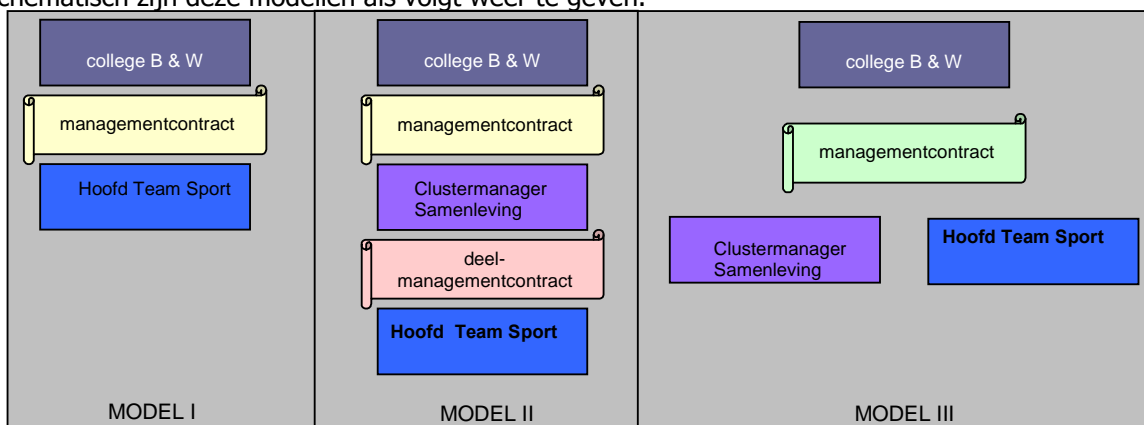 chematisch zijn deze modellen als volgt weer te geven:
college B & W
managementcontract
Hoofd Team Sport
MODEL I
college B & W
managementcontract
Clustermanager
Samenleving
deel-
managementcontract
Hoofd Team Sport
MODEL II
college B & W
managementcontract
Clustermanager
Samenleving
Hoofd Team Sport
MODEL III